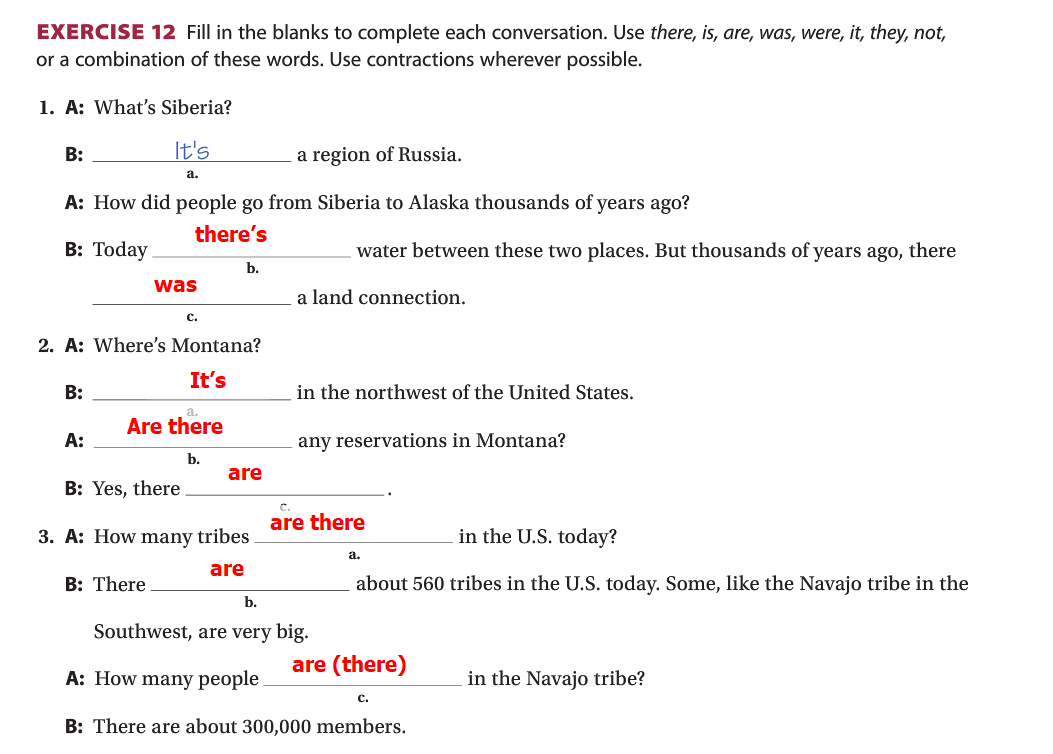 EXERCISE 12 Fill in the blanks to complete each conversation. Use there, is, are, was, were, it, they, not,
or a combination of these words. Use contractions wherever possible.
1. A: What's Siberia?
B: It's a region of Russia.
a.
A: How did people go from Siberia to Alaska thousands of years ago?
B: Today there's water between these two places. But thousands of years ago, there
b.
was a land connection.
c.
2. A: Where's Montana?
B: It's in the northwest of the United States.
a.
A: Are there any reservations in Montana?
b.
B: Yes, there are .
c.
3. A: How many tribes are there in the U.S. today?
a.
B: There are about 560 tribes in the U.S. today. Some, like the Navajo tribe in the
b.
Southwest, are very big.
A: How many people are (there) in the Navajo tribe?
c.
B: There are about 300,000 members.